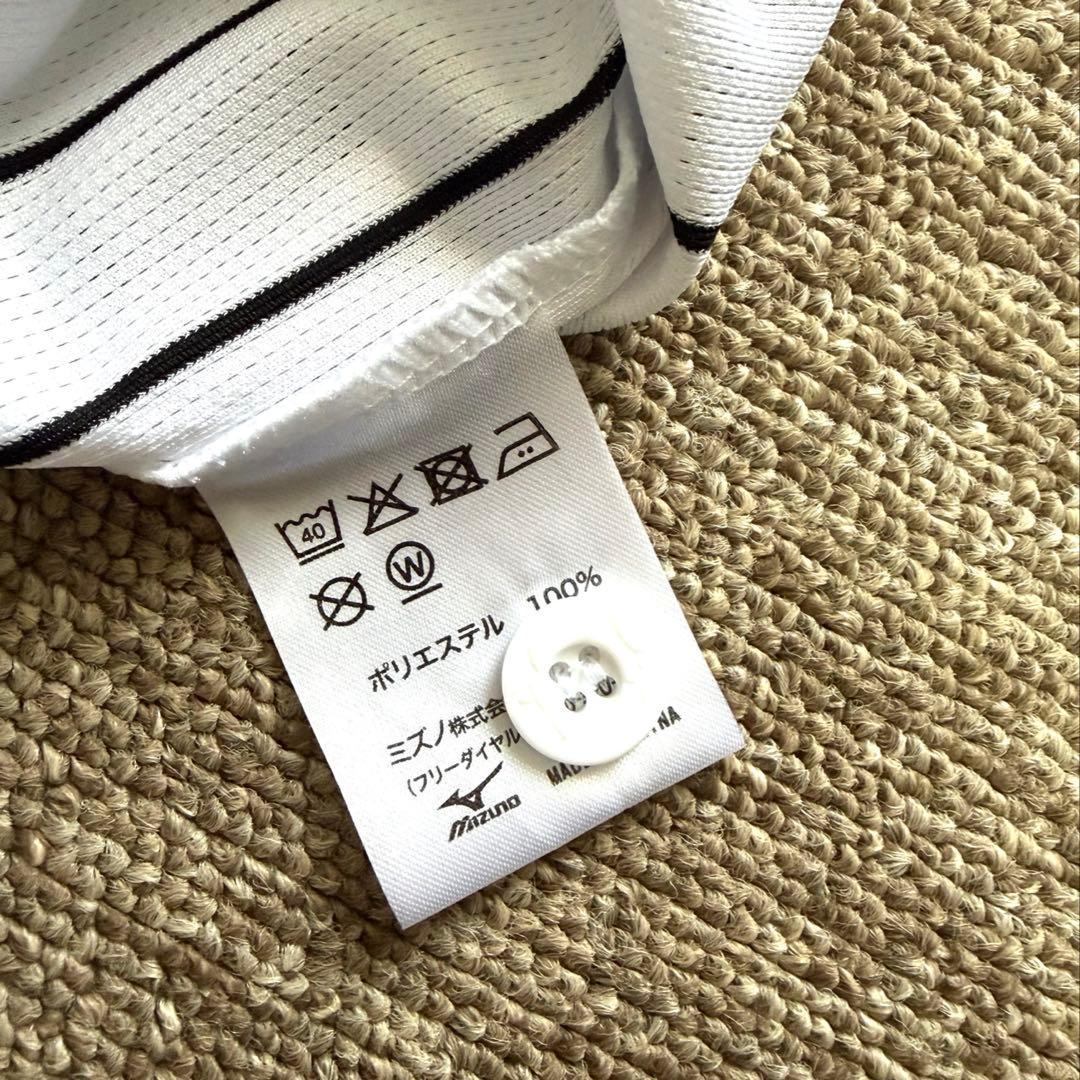 40
W
ポリエステル 100%
ミズノ株式会
(フリーダイヤル
MIZUNO